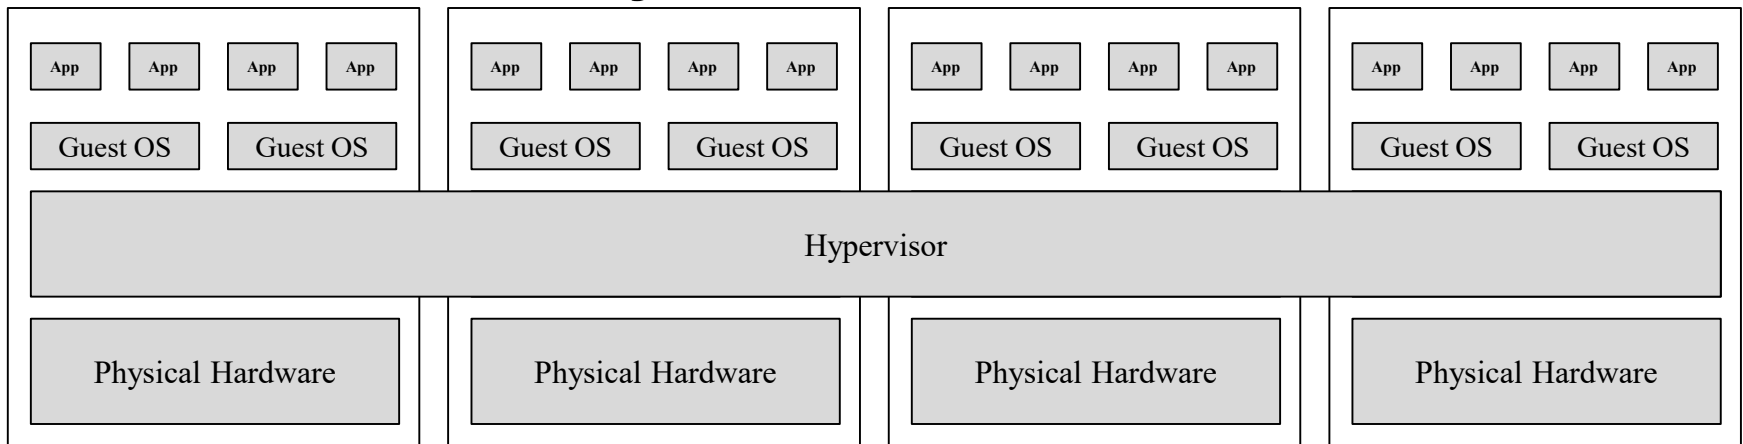 App App App App App App App App App App App App App App App App
Guest OS Guest OS Guest OS Guest OS Guest OS Guest OS Guest OS Guest OS
Hypervisor
Physical Hardware Physical Hardware Physical Hardware Physical Hardware